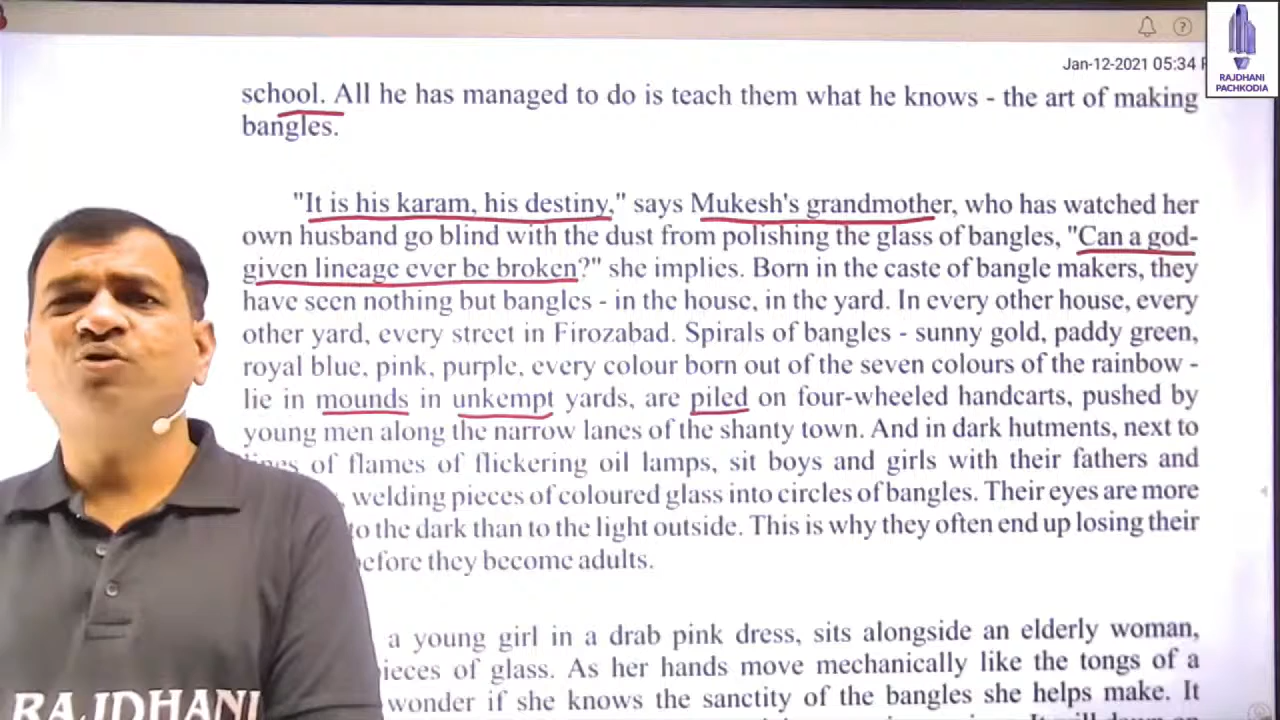 RAJDHANI
PACHKODIA
Jan-12-2021 05:34
school. All he has managed to do is teach them what he knows - the art of making
bangles.
"It is his karam, his destiny," says Mukesh's grandmother, who has watched her
own husband go blind with the dust from polishing the glass of bangles, "Can a god-
given lineage ever be broken?" she implies. Born in the caste of bangle makers, they
have seen nothing but bangles - in the house, in the yard. In every other house, every
other yard, every street in Firozabad. Spirals of bangles - sunny gold, paddy green,
royal blue, pink, purple, every colour born out of the seven colours of the rainbow -
lie in mounds in unkempt yards, are piled on four-wheeled handcarts, pushed by
young men along the narrow lanes of the shanty town. And in dark hutments, next to
lines of flames of flickering oil lamps, sit boys and girls with their fathers and
welding pieces of coloured glass into circles of bangles. Their eyes are more
to the dark than to the light outside. This is why they often end up losing their
before they become adults.
a young girl in a drab pink dress, sits alongside an elderly woman,
pieces of glass. As her hands move mechanically like the tongs of a
wonder if she knows the sanctity of the bangles she helps make. It
RAJDHANI